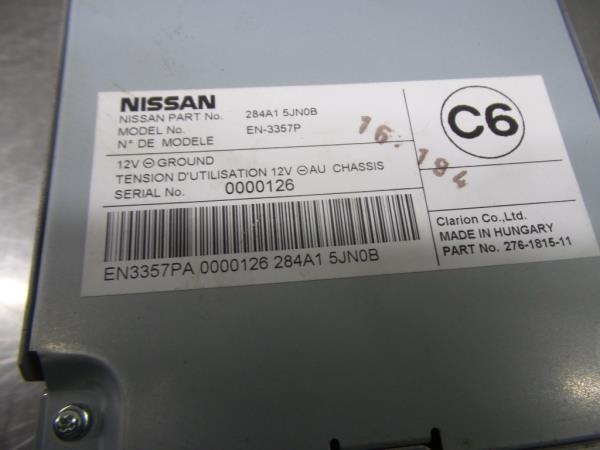 NISSAN
NISSAN PART No. 284A1 5JN0B
MODEL No. EN-3357P
N° DE MODELE
12V ⊖ GROUND
TENSION D'UTILISATION 12V ⊖ AU CHASSIS
SERIAL No. 0000126
EN3357PA 0000126 284A1 5JN0B
C6
16.194
Clarion Co.,Ltd.
MADE IN HUNGARY
PART No. 276-1815-11